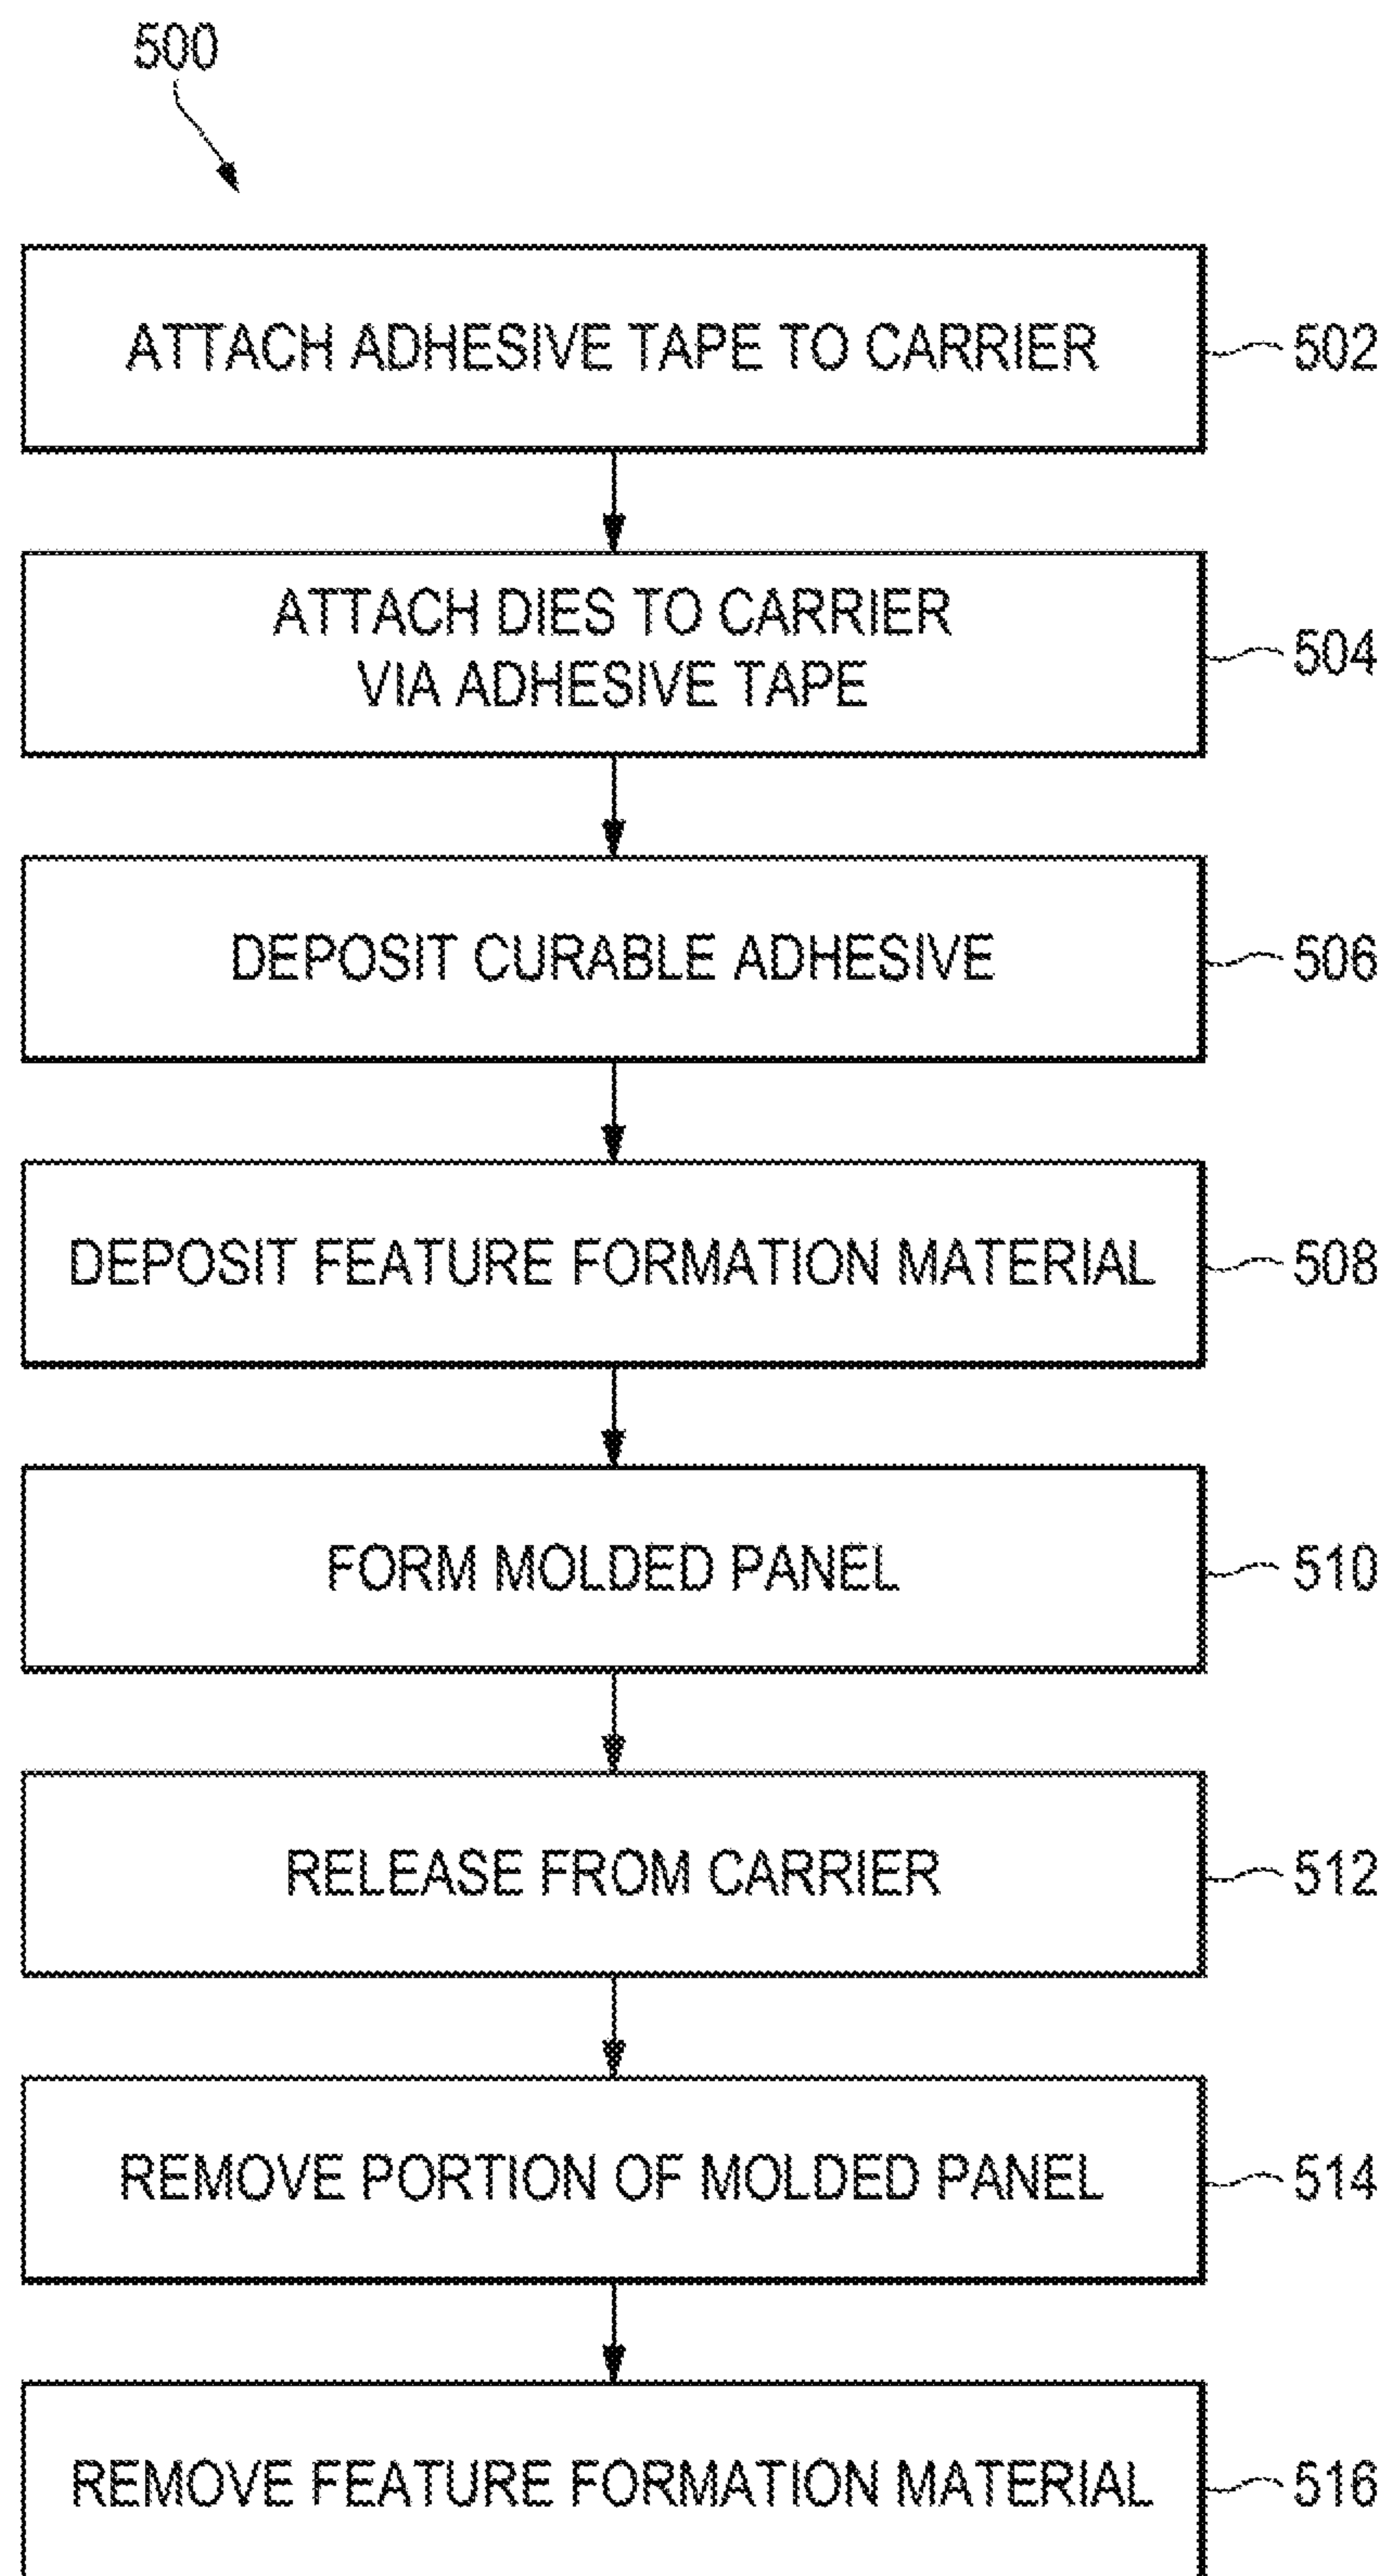 500
ATTACH ADHESIVE TAPE TO CARRIER
502
ATTACH DIES TO CARRIER
VIA ADHESIVE TAPE
504
DEPOSIT CURABLE ADHESIVE
506
DEPOSIT FEATURE FORMATION MATERIAL
508
FORM MOLDED PANEL
510
RELEASE FROM CARRIER
512
REMOVE PORTION OF MOLDED PANEL
514
REMOVE FEATURE FORMATION MATERIAL
516